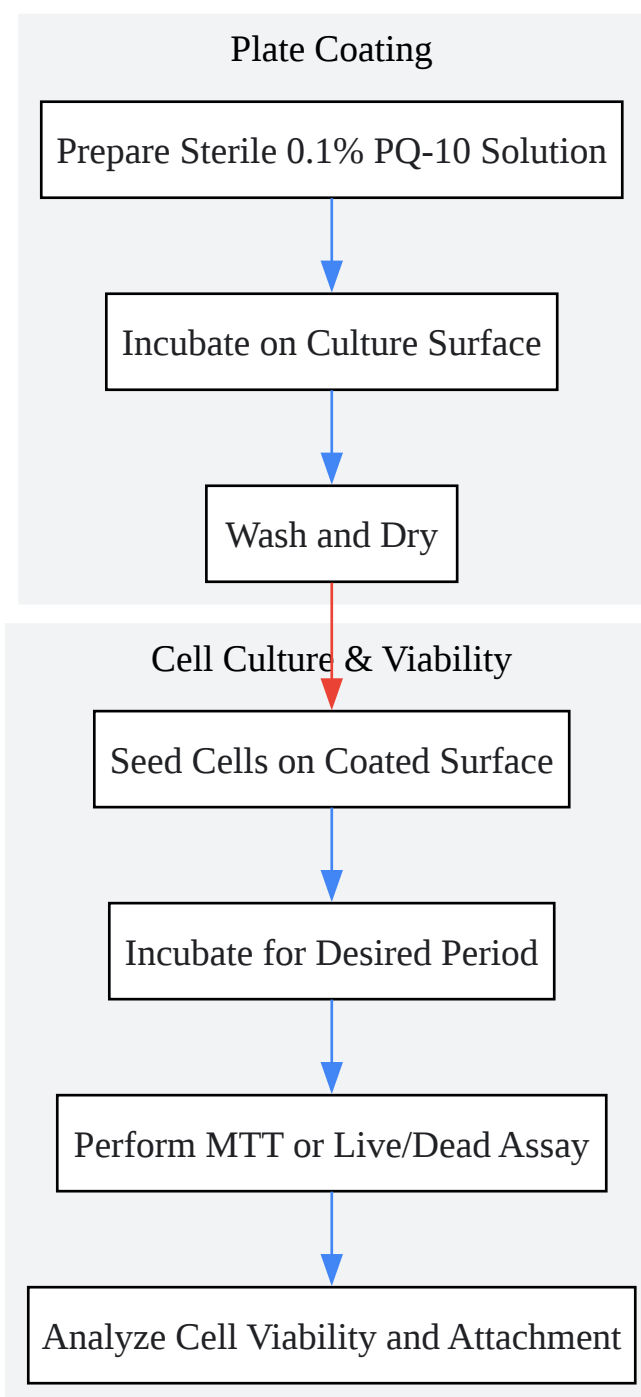 Plate Coating
Prepare Sterile 0.1% PQ-10 Solution
Incubate on Culture Surface
Wash and Dry
Cell Culture & Viability
Seed Cells on Coated Surface
Incubate for Desired Period
Perform MTT or Live/Dead Assay
Analyze Cell Viability and Attachment